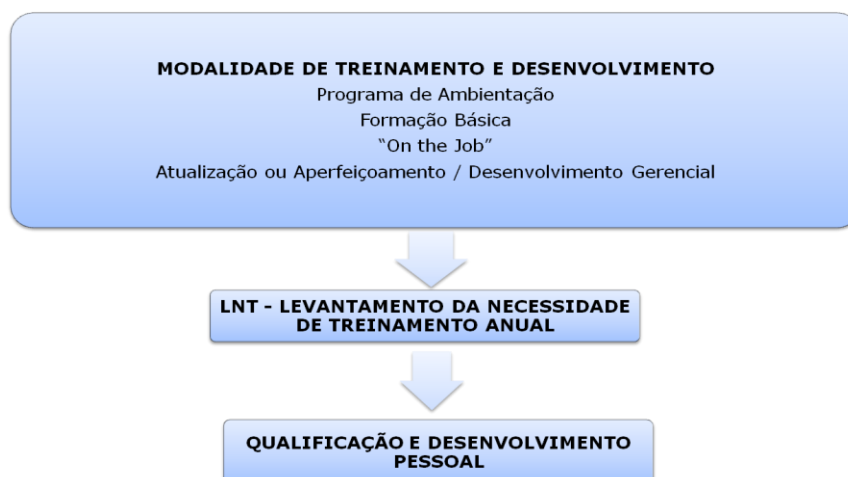 MODALIDADE DE TREINAMENTO E DESENVOLVIMENTO
Programa de Ambientação
Formação Básica
“On the Job”
Atualização ou Aperfeiçoamento / Desenvolvimento Gerencial
LNT - LEVANTAMENTO DA NECESSIDADE
DE TREINAMENTO ANUAL
QUALIFICAÇÃO E DESENVOLVIMENTO
PESSOAL